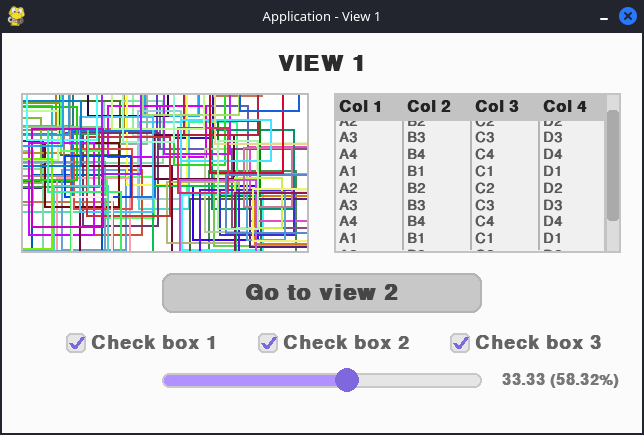 Application - View 1
VIEW 1
Col 1 Col 2 Col 3 Col 4
A2 B2 C2 D2
A3 B3 C3 D3
A4 B4 C4 D4
A1 B1 C1 D1
A2 B2 C2 D2
A3 B3 C3 D3
A4 B4 C4 D4
A1 B1 C1 D1
Go to view 2
Check box 1 Check box 2 Check box 3
33.33 (58.32%)